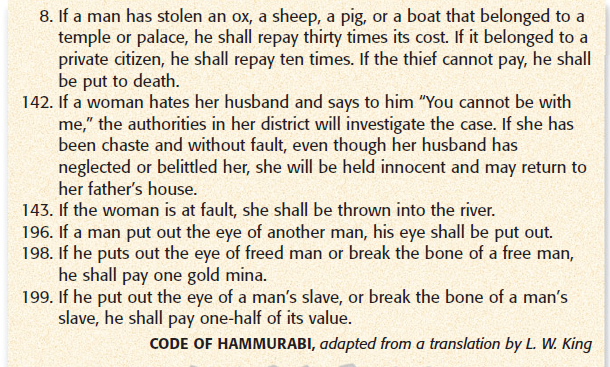 8. If a man has stolen an ox, a sheep, a pig, or a boat that belonged to a
temple or palace, he shall repay thirty times its cost. If it belonged to a
private citizen, he shall repay ten times. If the thief cannot pay, he shall
be put to death.
142. If a woman hates her husband and says to him “You cannot be with
me,” the authorities in her district will investigate the case. If she has
been chaste and without fault, even though her husband has
neglected or belittled her, she will be held innocent and may return to
her father’s house.
143. If the woman is at fault, she shall be thrown into the river.
196. If a man put out the eye of another man, his eye shall be put out.
198. If he puts out the eye of freed man or break the bone of a free man,
he shall pay one gold mina.
199. If he put out the eye of a man’s slave, or break the bone of a man’s
slave, he shall pay one-half of its value.
CODE OF HAMMURABI, adapted from a translation by L. W. King